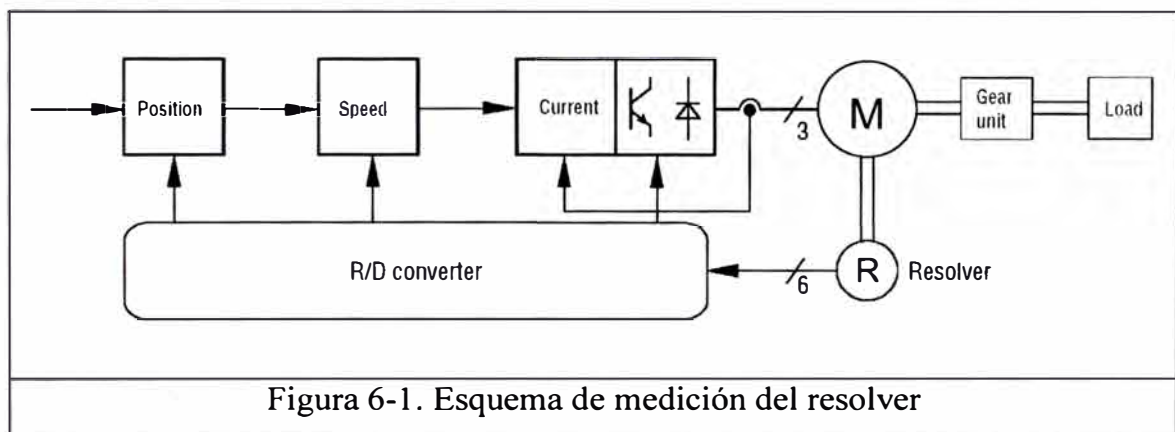 Position
Speed
Current
3
M
Gear
unit
Load
R/D converter
6
R
Resolver
Figura 6-1. Esquema de medición del resolver